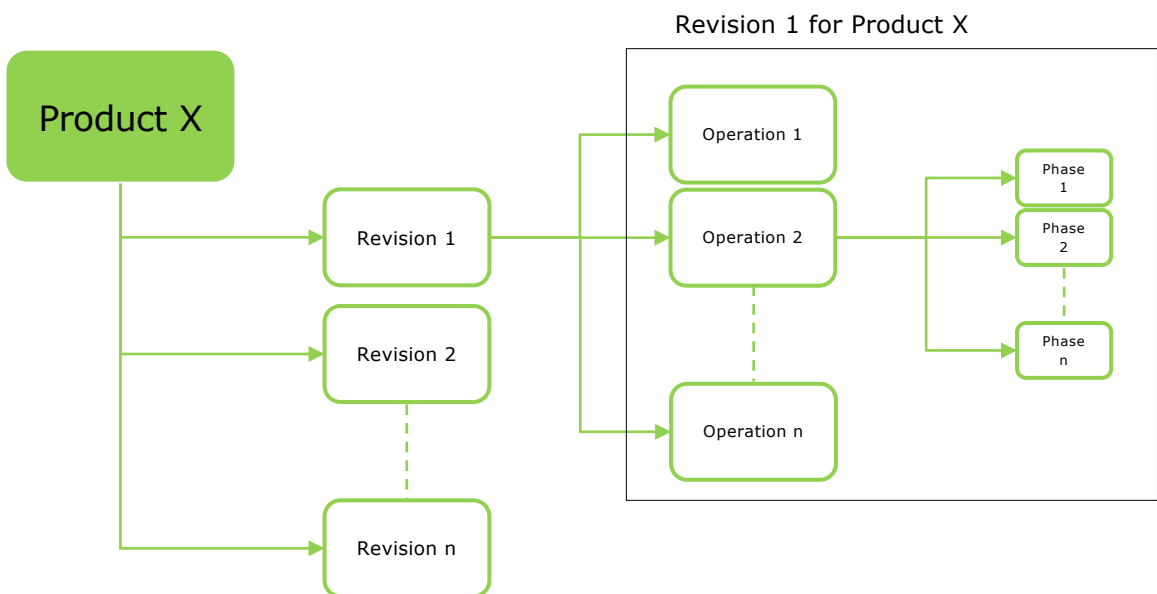 Revision 1 for Product X
Product X
Operation 1
Phase
1
Revision 1
Operation 2
Phase
2
Revision 2
Phase
n
Operation n
Revision n